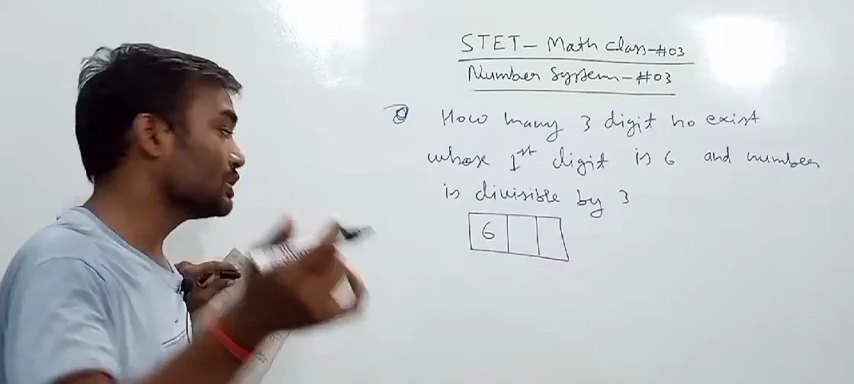 STET- Math Class-#03
Number System-#03
Q How many 3 digit no exist
whose 1st digit is 6 and number
is divisible by 3
6